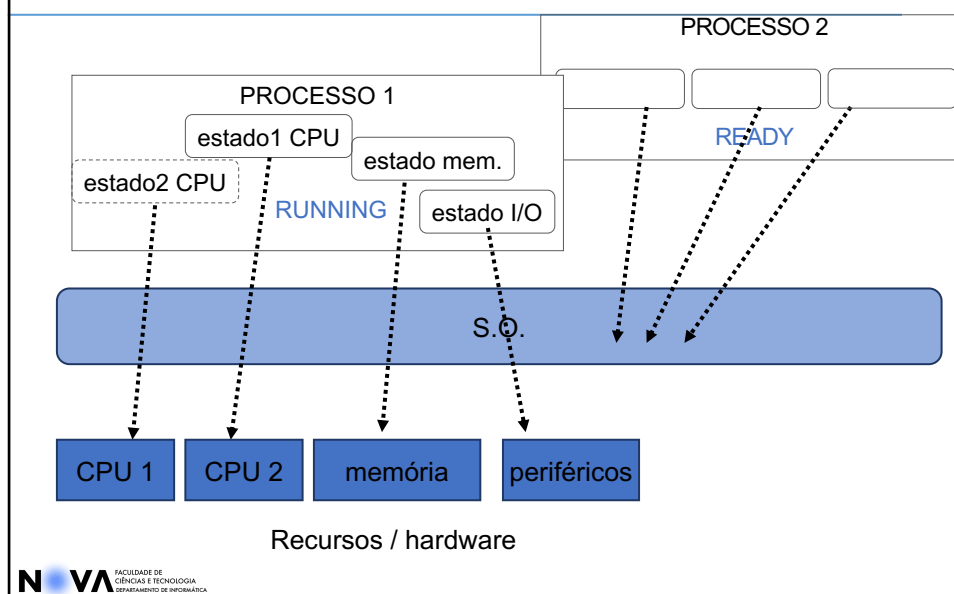 PROCESSO 2
PROCESSO 1
estado1 CPU
READY
estado mem.
estado2 CPU
RUNNING
estado I/O
S.O.
CPU 1
CPU 2
memória
periféricos
Recursos / hardware
NOVA
FACULDADE DE
CIÊNCIAS E TECNOLOGIA
DEPARTAMENTO DE INFORMÁTICA